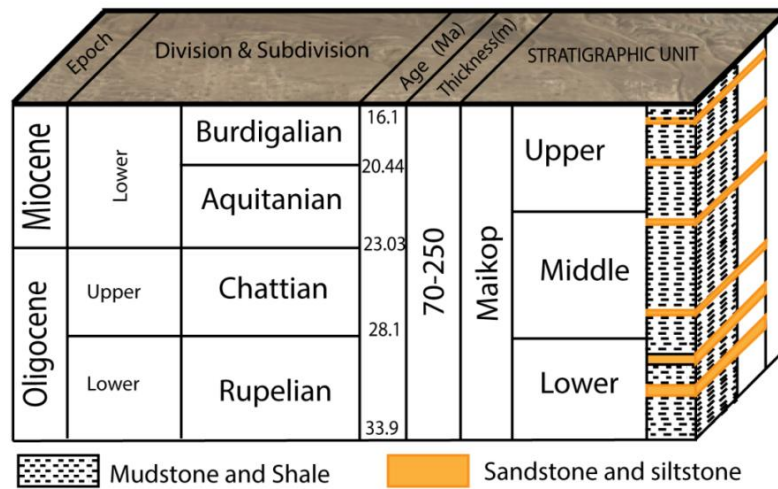 Epoch
Division & Subdivision
Age (Ma)
Thickness(m)
STRATIGRAPHIC UNIT
Miocene
Lower
Burdigalian
16.1
20.44
Aquitanian
23.03
Oligocene
Upper
Chattian
28.1
Lower
Rupelian
33.9
70-250
Maikop
Upper
Middle
Lower
Mudstone and Shale
Sandstone and siltstone